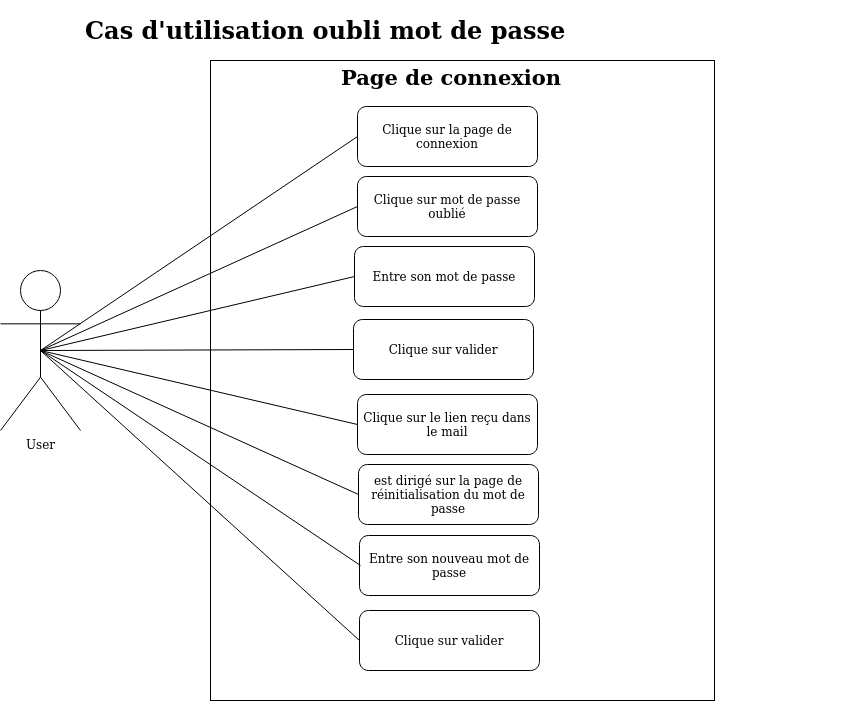 Cas d'utilisation oubli mot de passe
Page de connexion
Clique sur la page de
connexion
Clique sur mot de passe
oublié
Entre son mot de passe
Clique sur valider
Clique sur le lien reçu dans
le mail
est dirigé sur la page de
réinitialisation du mot de
passe
Entre son nouveau mot de
passe
Clique sur valider
User